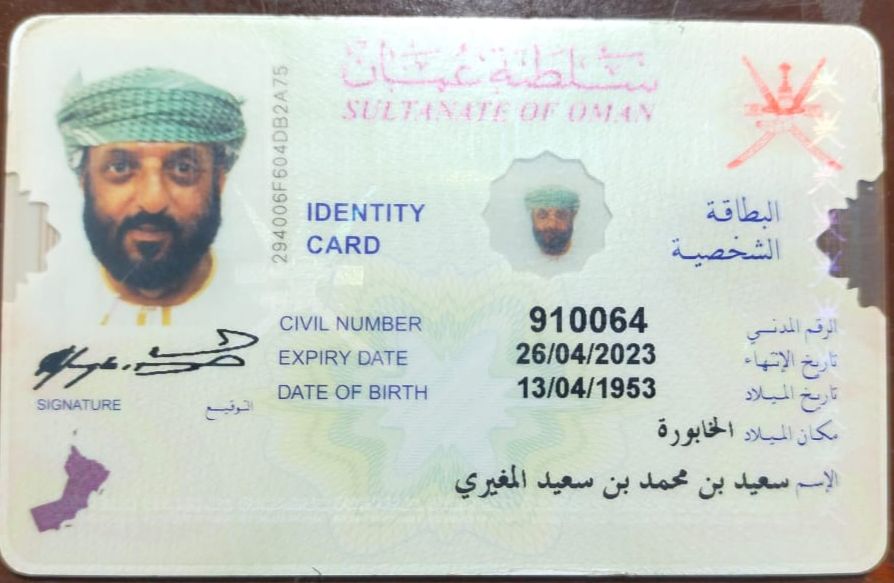 سلطنة عمان
SULTANATE OF OMAN
294006F604DB2A75
IDENTITY CARD
البطاقة الشخصية
CIVIL NUMBER 910064 الرقم المدني
EXPIRY DATE 26/04/2023 تاريخ الإنتهاء
DATE OF BIRTH 13/04/1953 تاريخ الميلاد
مكان الميلاد الخابورة
الإسم سعيد بن محمد بن سعيد المغيري
SIGNATURE التوقيع